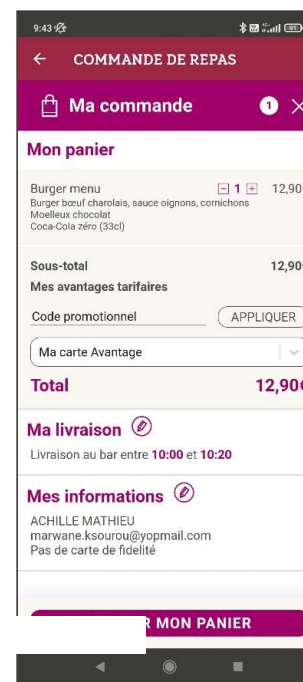 9:43
COMMANDE DE REPAS
Ma commande 1
Mon panier
Burger menu 1 12,90
Burger bœuf charolais, sauce oignons, cornichons
Moelleux chocolat
Coca-Cola zéro (33cl)
Sous-total 12,90
Mes avantages tarifaires
Code promotionnel APPLIQUER
Ma carte Avantage
Total 12,90€
Ma livraison
Livraison au bar entre 10:00 et 10:20
Mes informations
ACHILLE MATHIEU
marwane.ksourou@yopmail.com
Pas de carte de fidélité
R MON PANIER